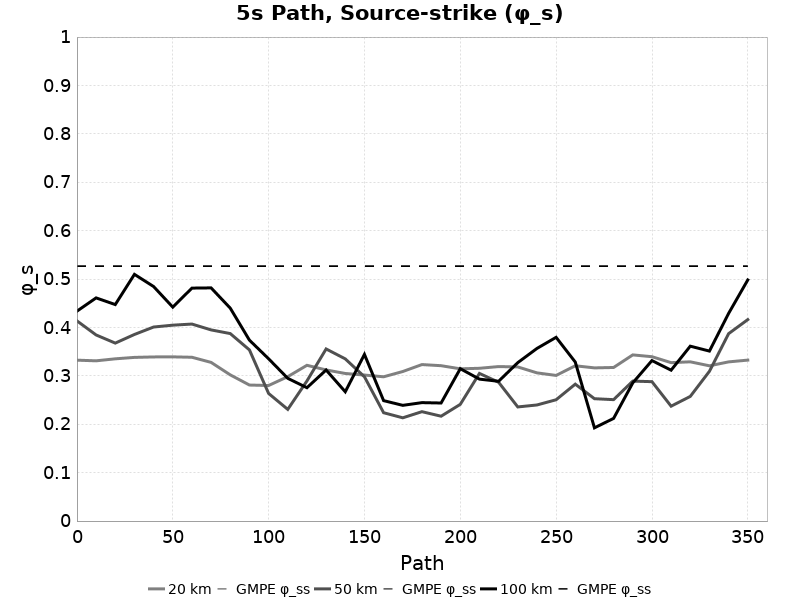 5s Path, Source-strike (φ_s)
1
0.9
0.8
0.7
0.6
0.5
0.4
0.3
0.2
0.1
0
φ_s
0 50 100 150 200 250 300 350
Path
20 km GMPE φ_ss 50 km GMPE φ_ss 100 km GMPE φ_ss